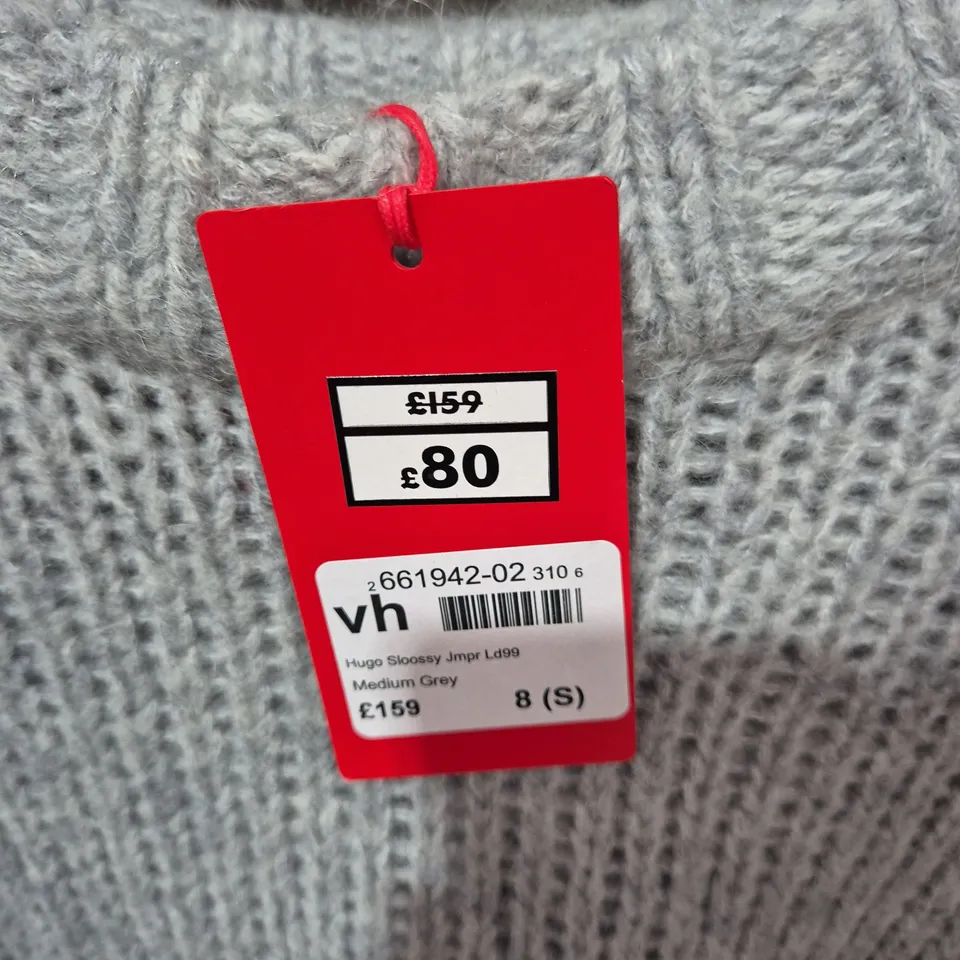 £159
£80
2 661942-02 310 6
vh
Hugo Sloossy Jmpr Ld99
Medium Grey
£159 8 (S)